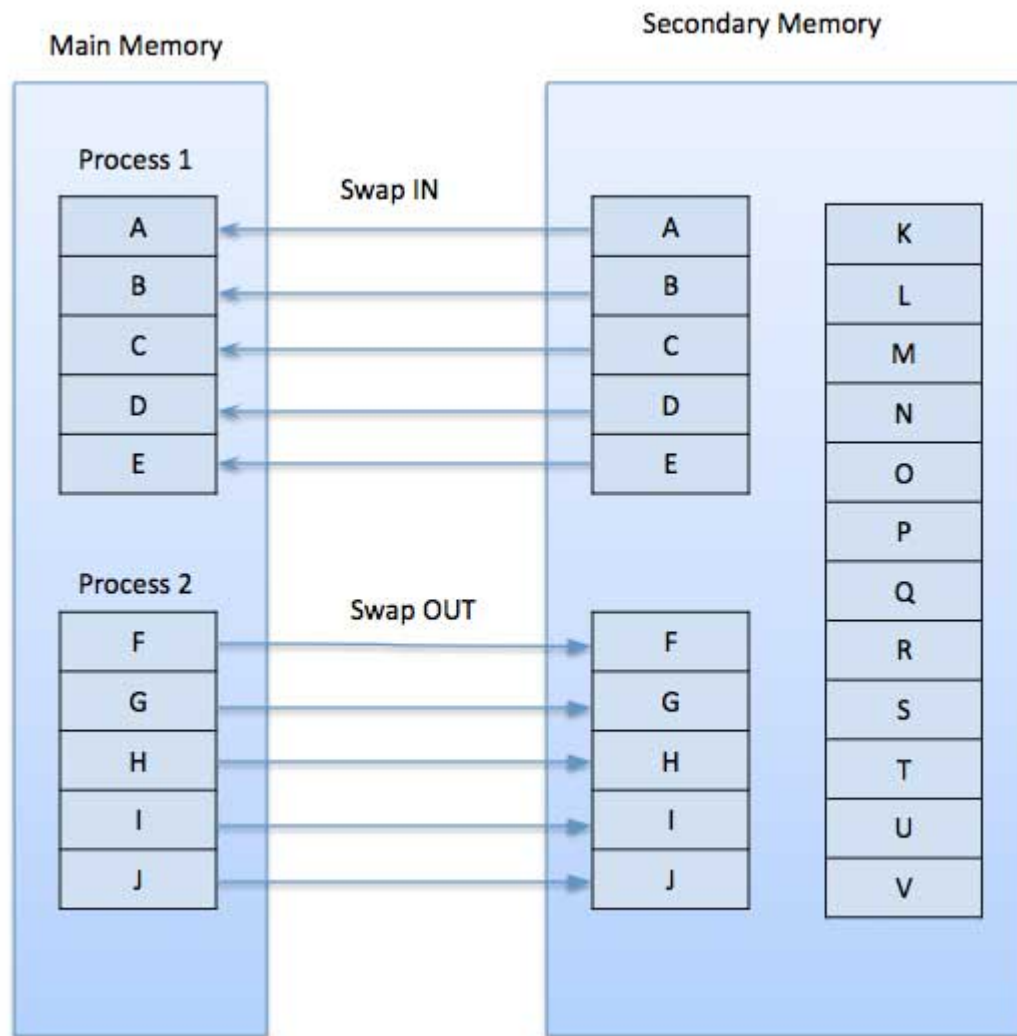 Main Memory
Secondary Memory
Process 1
A
B
C
D
E
Swap IN
A
B
C
D
E
Process 2
F
G
H
I
J
Swap OUT
F
G
H
I
J
K
L
M
N
O
P
Q
R
S
T
U
V